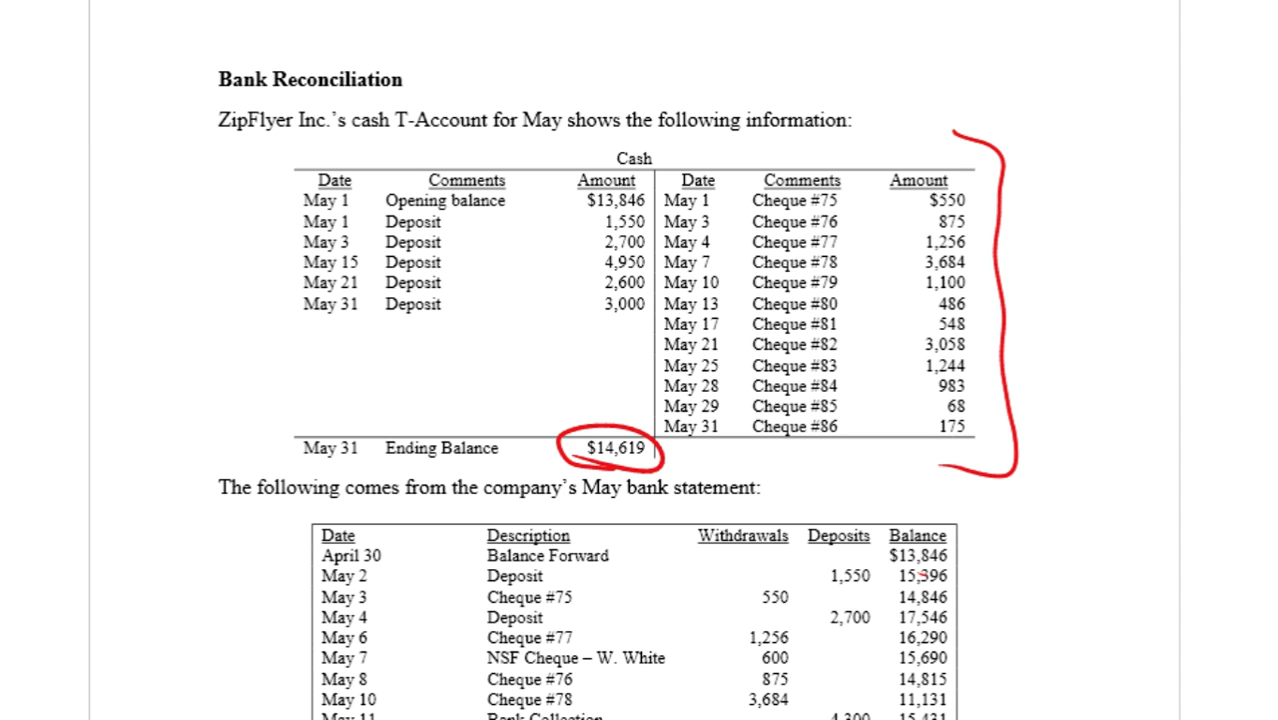 Bank Reconciliation
ZipFlyer Inc.'s cash T-Account for May shows the following information:
Cash
Date Comments Amount Date Comments Amount
May 1 Opening balance $13,846 May 1 Cheque #75 $550
May 1 Deposit 1,550 May 3 Cheque #76 875
May 3 Deposit 2,700 May 4 Cheque #77 1,256
May 15 Deposit 4,950 May 7 Cheque #78 3,684
May 21 Deposit 2,600 May 10 Cheque #79 1,100
May 31 Deposit 3,000 May 13 Cheque #80 486
May 17 Cheque #81 548
May 21 Cheque #82 3,058
May 25 Cheque #83 1,244
May 28 Cheque #84 983
May 29 Cheque #85 68
May 31 Cheque #86 175
May 31 Ending Balance $14,619
The following comes from the company's May bank statement:
Date Description Withdrawals Deposits Balance
April 30 Balance Forward $13,846
May 2 Deposit 1,550 15,396
May 3 Cheque #75 550 14,846
May 4 Deposit 2,700 17,546
May 6 Cheque #77 1,256 16,290
May 7 NSF Cheque – W. White 600 15,690
May 8 Cheque #76 875 14,815
May 10 Cheque #78 3,684 11,131
May 11 Bank Collection 4,300 15,431